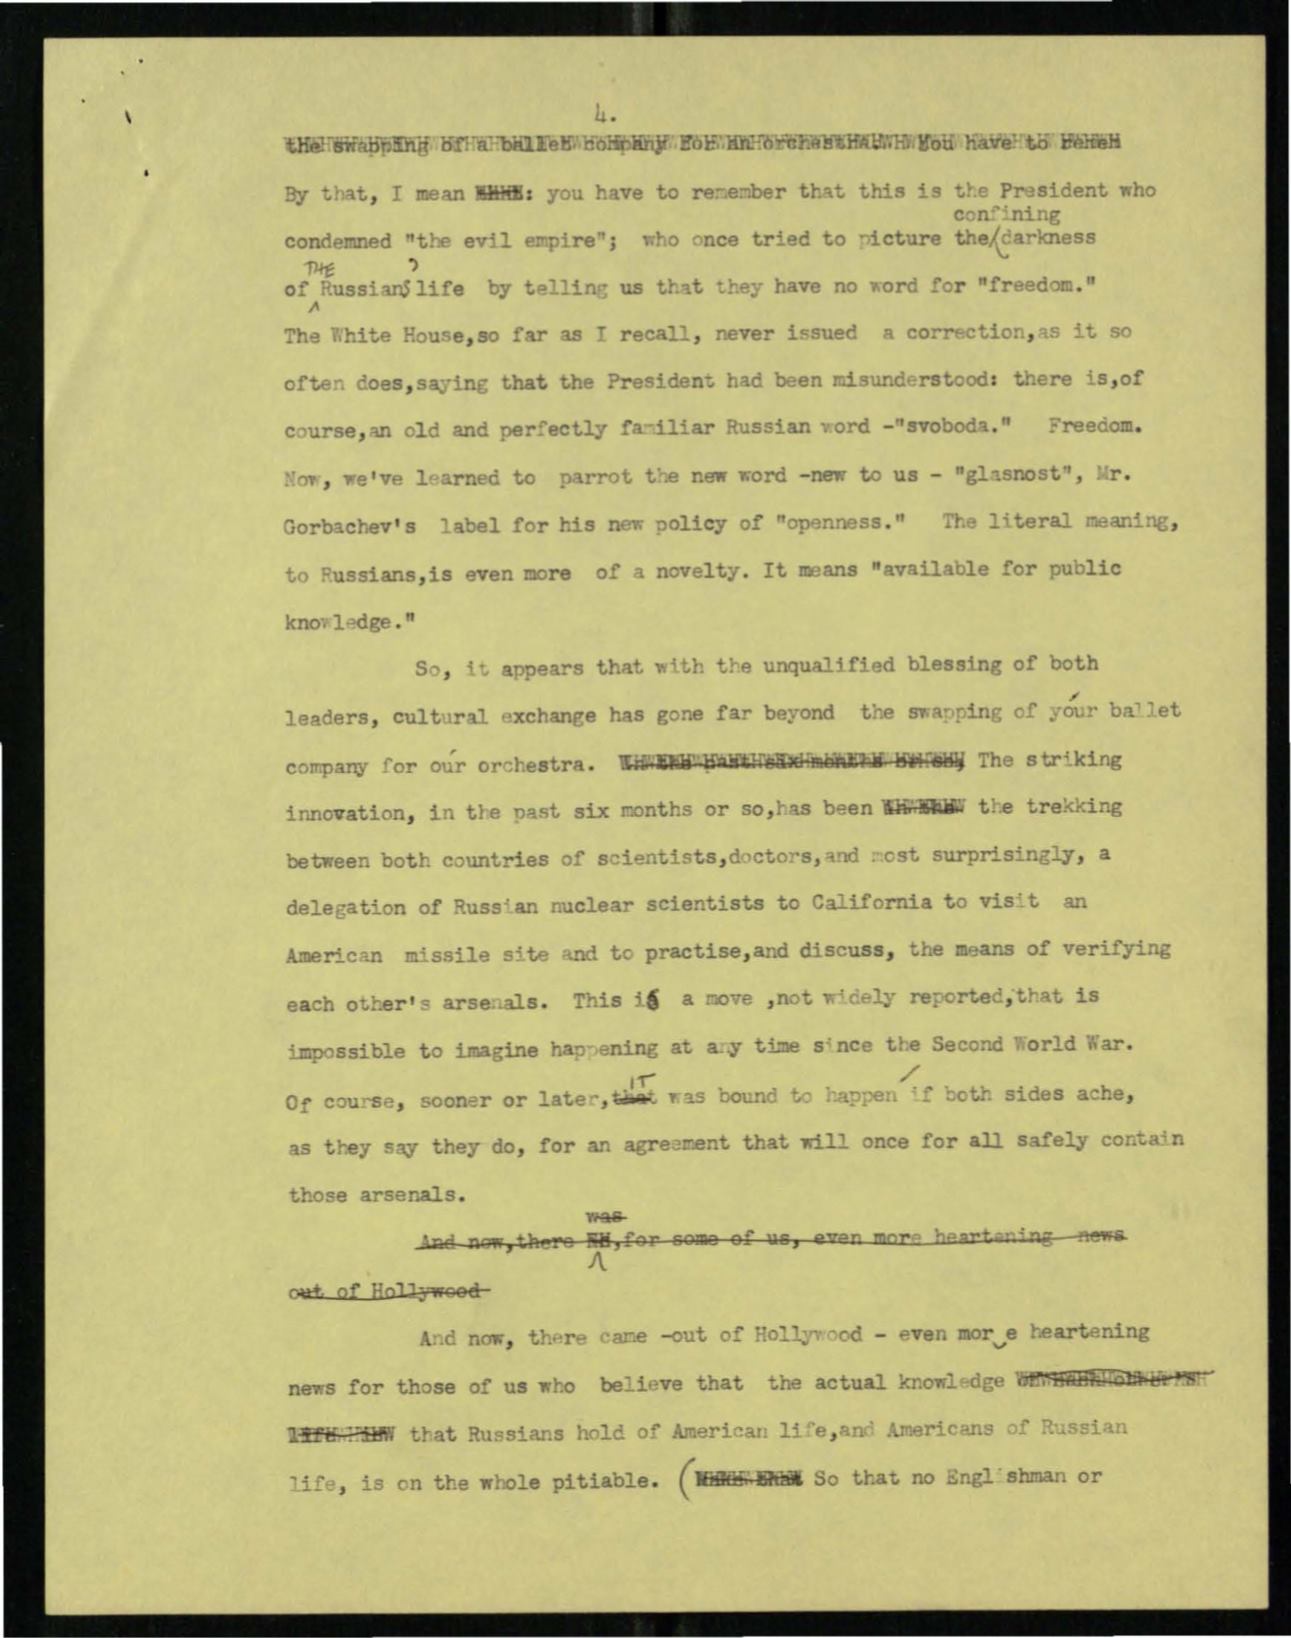 4.
the swapping of a ballet company for an orchestra. You have to
By that, I mean : you have to remember that this is the President who
confining
condemned "the evil empire"; who once tried to picture the darkness
THE ?
of Russians life by telling us that they have no word for "freedom."
The White House,so far as I recall, never issued a correction,as it so
often does,saying that the President had been misunderstood: there is,of
course,an old and perfectly familiar Russian word -"svoboda." Freedom.
Now, we've learned to parrot the new word -new to us - "glasnost", Mr.
Gorbachev's label for his new policy of "openness." The literal meaning,
to Russians,is even more of a novelty. It means "available for public
knowledge."
So, it appears that with the unqualified blessing of both
leaders, cultural exchange has gone far beyond the swapping of your ballet
company for our orchestra. The striking
innovation, in the past six months or so,has been the trekking
between both countries of scientists,doctors,and most surprisingly, a
delegation of Russian nuclear scientists to California to visit an
American missile site and to practise,and discuss, the means of verifying
each other's arsenals. This is a move ,not widely reported,that is
impossible to imagine happening at any time since the Second World War.
IT
Of course, sooner or later,that was bound to happen if both sides ache,
as they say they do, for an agreement that will once for all safely contain
those arsenals.
was
And now,there ,for some of us, even more heartening news
out of Hollywood
And now, there came -out of Hollywood - even mor e heartening
news for those of us who believe that the actual knowledge
that Russians hold of American life,and Americans of Russian
life, is on the whole pitiable. ( So that no Englishman or